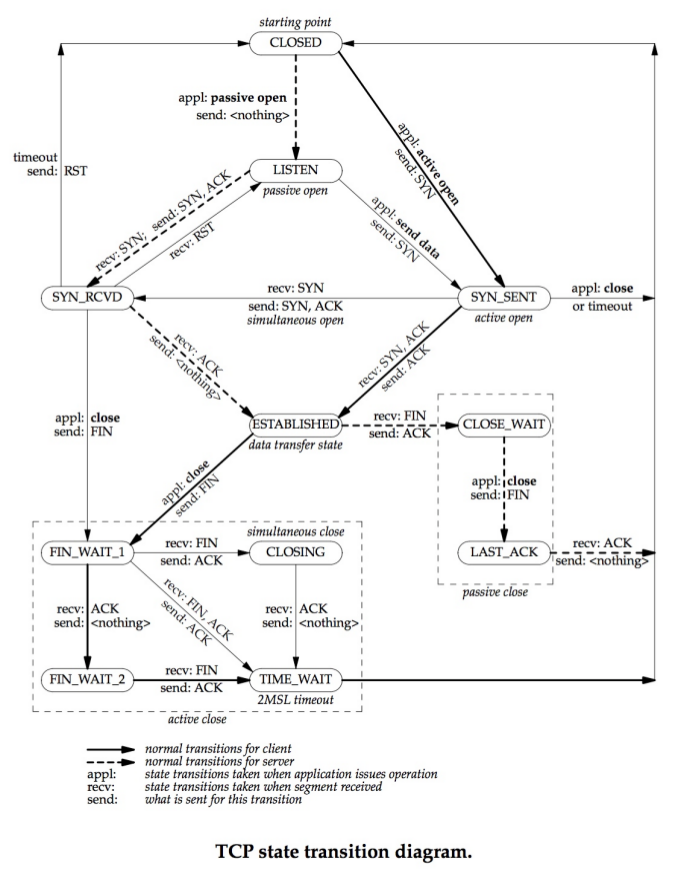 starting point
CLOSED
appl: passive open
send: <nothing>
appl: active open
send: SYN
timeout
send: RST
LISTEN
passive open
recv: SYN; send: SYN, ACK
recv: RST
appl: send data
send: SYN
SYN_RCVD
recv: SYN
send: SYN, ACK
simultaneous open
SYN_SENT
active open
appl: close
or timeout
recv: ACK
send: <nothing>
recv: SYN, ACK
send: ACK
appl: close
send: FIN
ESTABLISHED
data transfer state
recv: FIN
send: ACK
CLOSE_WAIT
appl: close
send: FIN
appl: close
send: FIN
simultaneous close
FIN_WAIT_1
recv: FIN
send: ACK
CLOSING
LAST_ACK
recv: ACK
send: <nothing>
passive close
recv: ACK
send: <nothing>
recv: FIN, ACK
send: ACK
recv: ACK
send: <nothing>
FIN_WAIT_2
recv: FIN
send: ACK
TIME_WAIT
2MSL timeout
active close
normal transitions for client
normal transitions for server
appl: state transitions taken when application issues operation
recv: state transitions taken when segment received
send: what is sent for this transition
TCP state transition diagram.